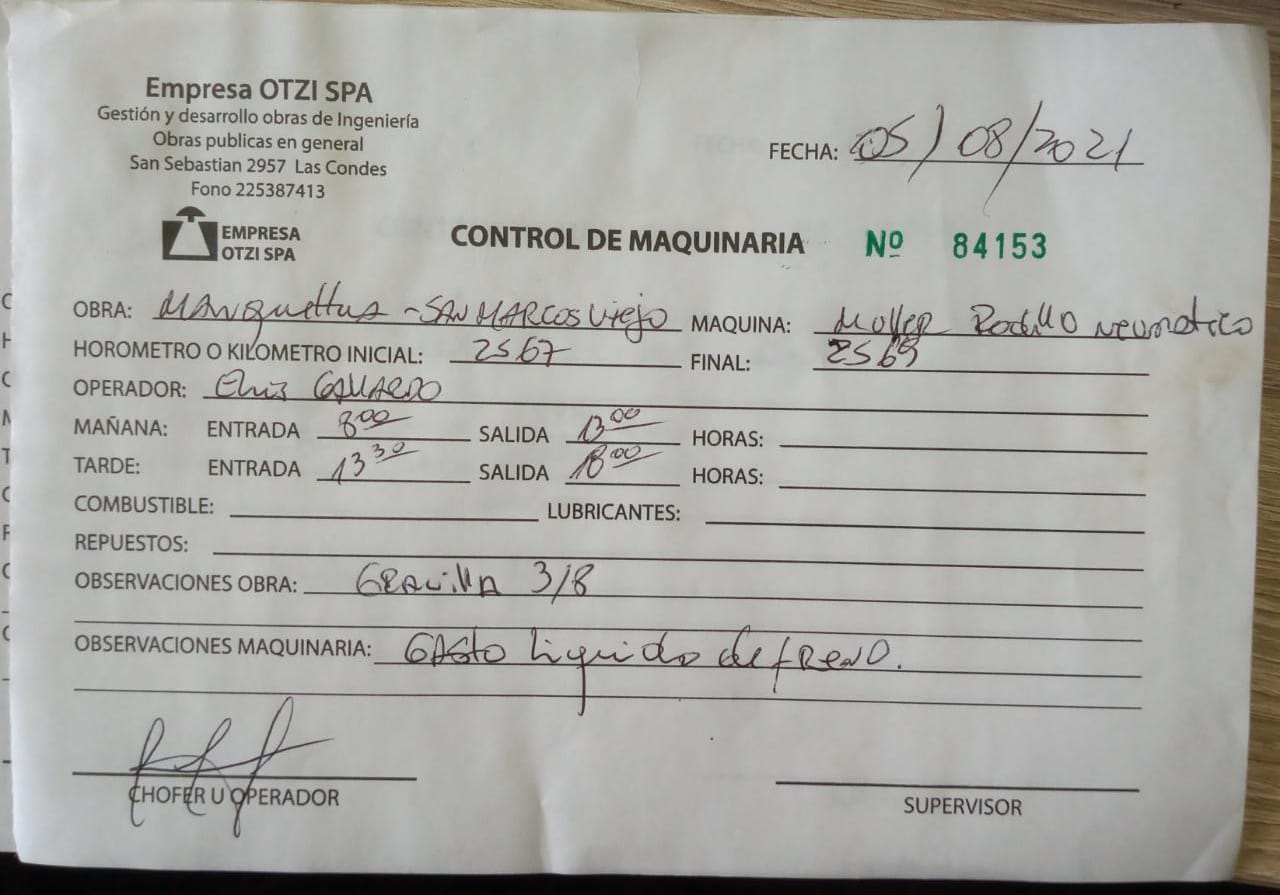 Empresa OTZI SPA
Gestión y desarrollo obras de Ingeniería
Obras publicas en general
San Sebastian 2957 Las Condes
Fono 225387413
FECHA: 05/08/2021
EMPRESA
OTZI SPA
CONTROL DE MAQUINARIA Nº 84153
OBRA: - SAN MARCOS Viejo MAQUINA: Rodillo Neumatico
HOROMETRO O KILOMETRO INICIAL: 2567 FINAL: 2569
OPERADOR: GALLARDO
MAÑANA: ENTRADA 8:00 SALIDA 13:00 HORAS:
TARDE: ENTRADA 13:30 SALIDA 18:00 HORAS:
COMBUSTIBLE: LUBRICANTES:
REPUESTOS:
OBSERVACIONES OBRA: GRAVILLA 3/8
OBSERVACIONES MAQUINARIA: GASTO liquido de FRENO.
CHOFER U OPERADOR
SUPERVISOR